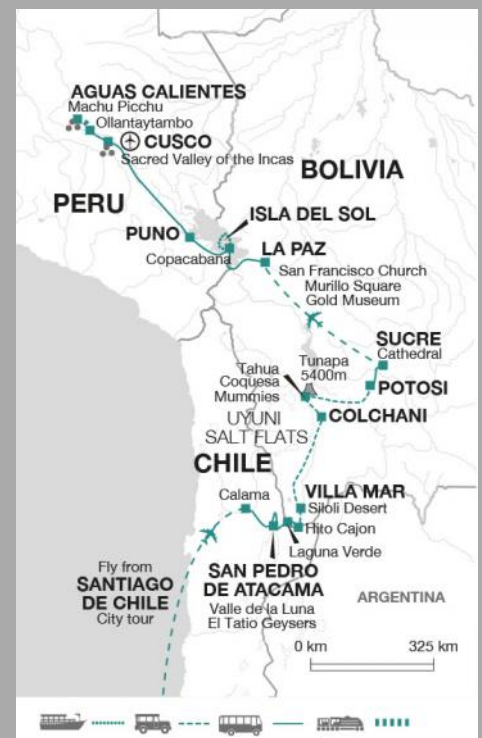 AGUAS CALIENTES
Machu Picchu
Ollantaytambo
CUSCO
Sacred Valley of the Incas
BOLIVIA
PERU
ISLA DEL SOL
PUNO
Copacabana
LA PAZ
San Francisco Church
Murillo Square
Gold Museum
SUCRE
Cathedral
Tahua
Coquesa
Mummies
Tunapa
5400m
POTOSI
UYUNI
SALT FLATS
COLCHANI
CHILE
Calama
VILLA MAR
Siloli Desert
Hito Cajon
Laguna Verde
Fly from
SANTIAGO
DE CHILE
City tour
SAN PEDRO
DE ATACAMA
Valle de la Luna
El Tatio Geysers
ARGENTINA
0 km
325 km